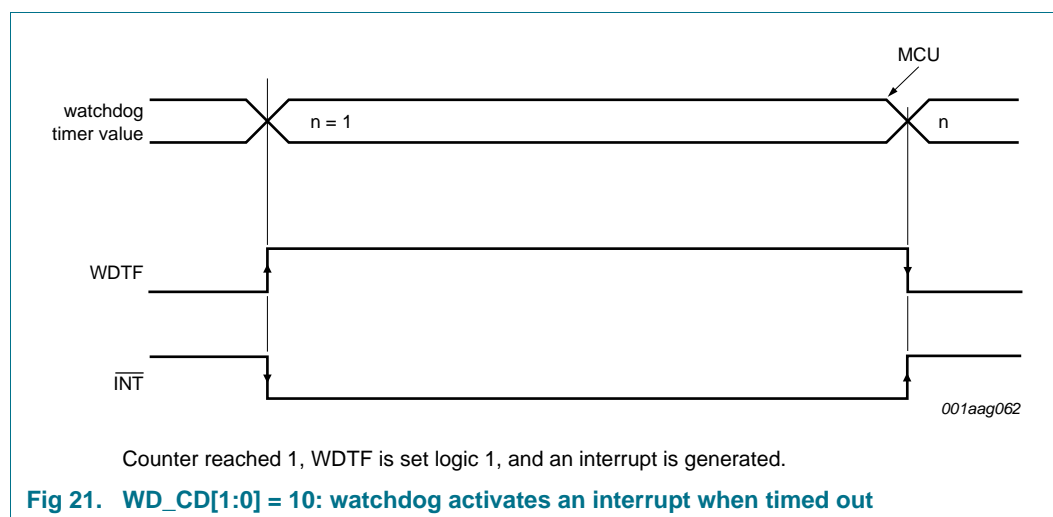 MCU
watchdog
timer value
n = 1
n
WDTF
INT
001aag062
Counter reached 1, WDTF is set logic 1, and an interrupt is generated.
Fig 21. WD_CD[1:0] = 10: watchdog activates an interrupt when timed out